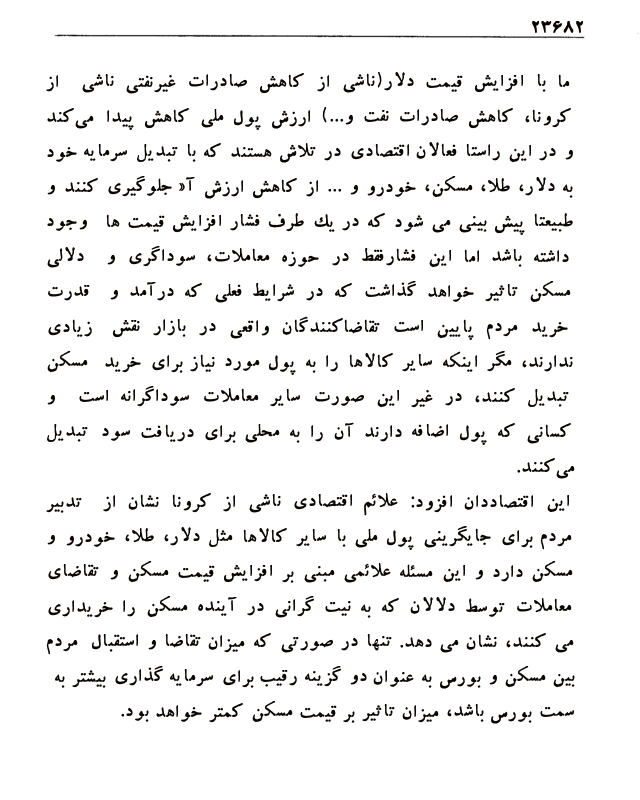 ۲۳۶۸۲
ما با افزایش قیمت دلار(ناشی از کاهش صادرات غیرنفتی ناشی از
کرونا، کاهش صادرات نفت و...) ارزش پول ملی کاهش پیدا می‌کند
و در این راستا فعالان اقتصادی در تلاش هستند که با تبدیل سرمایه خود
به دلار، طلا، مسکن، خودرو و ... از کاهش ارزش آ» جلوگیری کنند و
طبیعتا پیش بینی می شود که در یك طرف فشار افزایش قیمت ها وجود
داشته باشد اما این فشارفقط در حوزه معاملات، سوداگری و دلالی
مسکن تاثیر خواهد گذاشت که در شرایط فعلی که درآمد و قدرت
خرید مردم پایین است تقاضاکنندگان واقعی در بازار نقش زیادی
ندارند، مگر اینکه سایر کالاها را به پول مورد نیاز برای خرید مسکن
تبدیل کنند، در غیر این صورت سایر معاملات سوداگرانه است و
کسانی که پول اضافه دارند آن را به محلی برای دریافت سود تبدیل
می‌کنند.
این اقتصاددان افزود: علائم اقتصادی ناشی از کرونا نشان از تدبیر
مردم برای جایگرینی پول ملی با سایر کالاها مثل دلار، طلا، خودرو و
مسکن دارد و این مسئله علائمی مبنی بر افزایش قیمت مسکن و تقاضای
معاملات توسط دلالان که به نیت گرانی در آینده مسکن را خریداری
می کنند، نشان می دهد. تنها در صورتی که میزان تقاضا و استقبال مردم
بین مسکن و بورس به عنوان دو گزینه رقیب برای سرمایه گذاری بیشتر به
سمت بورس باشد، میزان تاثیر بر قیمت مسکن کمتر خواهد بود.